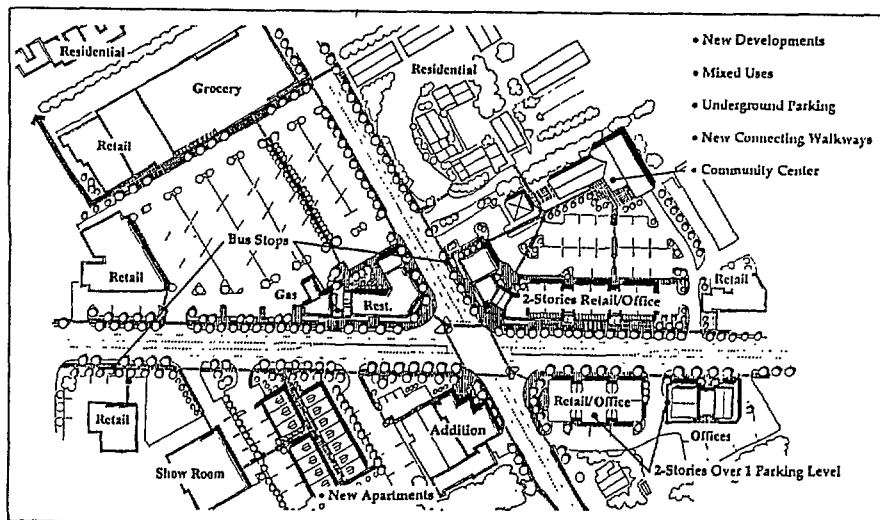 Residential
Grocery
Residential
• New Developments
• Mixed Uses
• Underground Parking
• New Connecting Walkways
• Community Center
Retail
Bus Stops
Retail
Gas
Rest.
2-Stories Retail/Office
Retail
Retail
Addition
Retail/Office
Offices
Show Room
2-Stories Over 1 Parking Level
• New Apartments